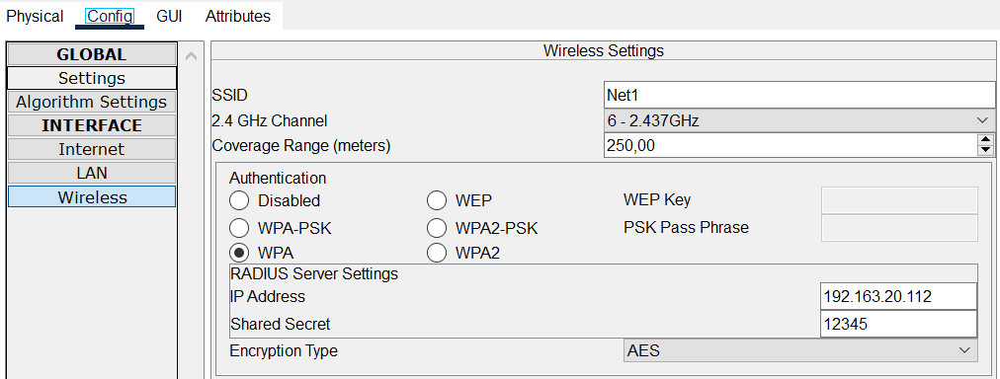 Physical Config GUI Attributes
GLOBAL
Settings
Algorithm Settings
INTERFACE
Internet
LAN
Wireless
Wireless Settings
SSID Net1
2.4 GHz Channel 6 - 2.437GHz
Coverage Range (meters) 250,00
Authentication
Disabled WEP WEP Key
WPA-PSK WPA2-PSK PSK Pass Phrase
WPA WPA2
RADIUS Server Settings
IP Address 192.163.20.112
Shared Secret 12345
Encryption Type AES